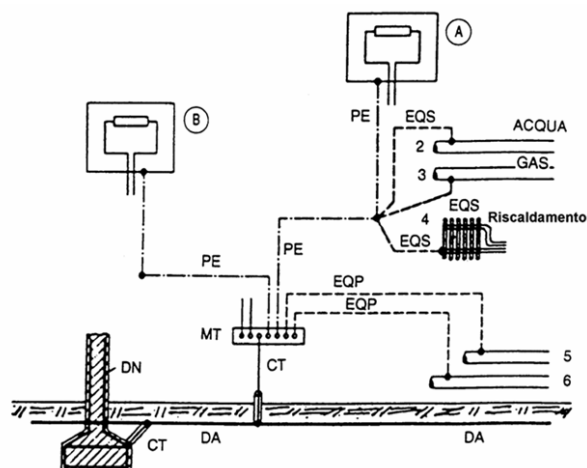 A
B
PE
EQS
ACQUA
2
3
GAS
EQS
4
Riscaldamento
EQS
PE
PE
EQP
EQP
MT
CT
5
6
DN
CT
DA
DA